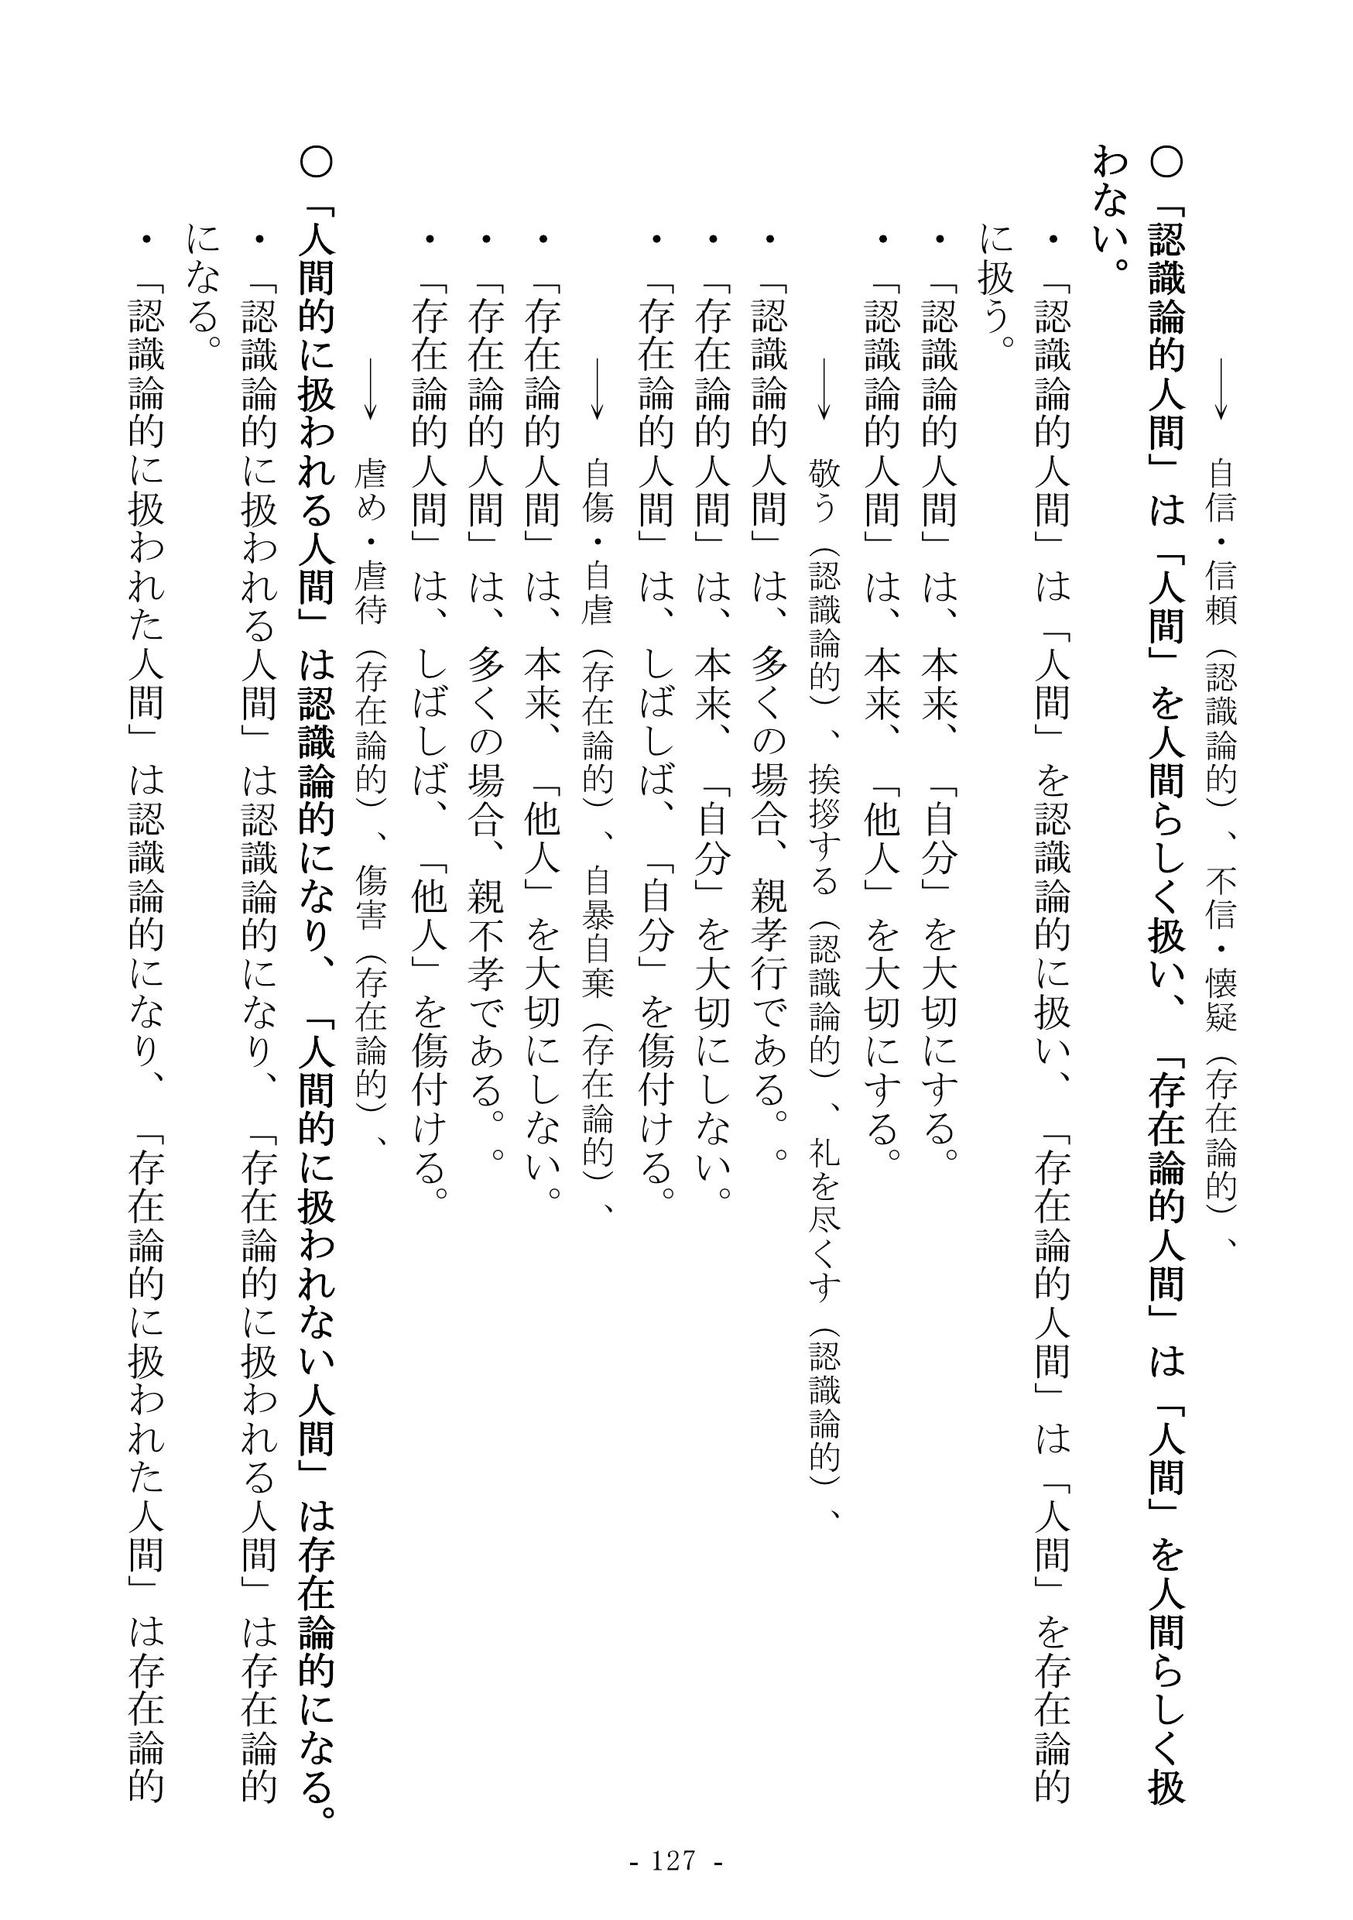 → 自信・信頼（認識論的）、不信・懐疑（存在論的）、
〇「認識論的人間」は「人間」を人間らしく扱い、「存在論的人間」は「人間」を人間らしく扱
わない。
・「認識論的人間」は「人間」を認識論的に扱い、「存在論的人間」は「人間」を存在論的
に扱う。
・「認識論的人間」は、本来、「自分」を大切にする。
・「認識論的人間」は、本来、「他人」を大切にする。
→ 敬う（認識論的）、挨拶する（認識論的）、礼を尽くす（認識論的）、
・「認識論的人間」は、多くの場合、親孝行である。。
・「存在論的人間」は、本来、「自分」を大切にしない。
・「存在論的人間」は、しばしば、「自分」を傷付ける。
→ 自傷・自虐（存在論的）、自暴自棄（存在論的）、
・「存在論的人間」は、本来、「他人」を大切にしない。
・「存在論的人間」は、多くの場合、親不孝である。。
・「存在論的人間」は、しばしば、「他人」を傷付ける。
→ 虐め・虐待（存在論的）、傷害（存在論的）、
〇「人間的に扱われる人間」は認識論的になり、「人間的に扱われない人間」は存在論的になる。
・「認識論的に扱われる人間」は認識論的になり、「存在論的に扱われる人間」は存在論的
になる。
・「認識論的に扱われた人間」は認識論的になり、「存在論的に扱われた人間」は存在論的
- 127 -